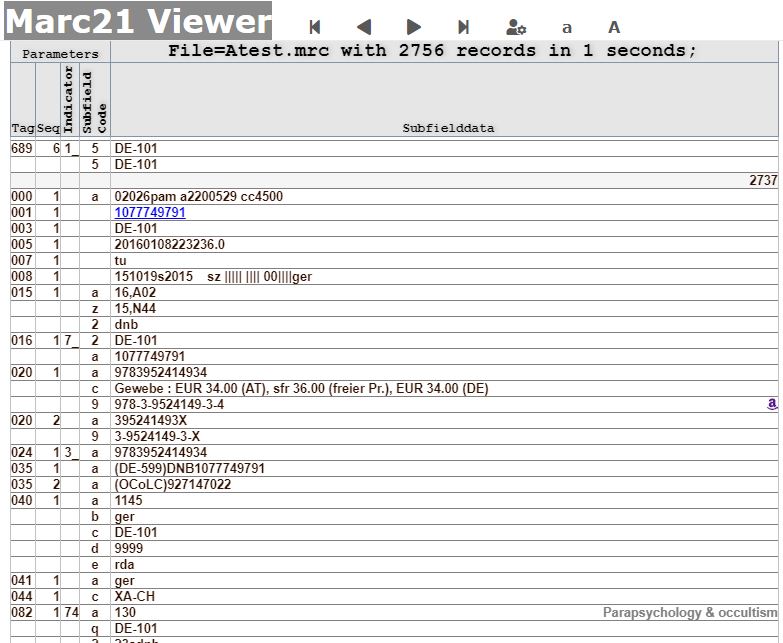 Marc21 Viewer
a A
Parameters File=Atest.mrc with 2756 records in 1 seconds;
Tag Seq Indicator Subfield Code Subfielddata
689 6 1_ 5 DE-101
5 DE-101
2737
000 1 a 02026pam a2200529 cc4500
001 1 1077749791
003 1 DE-101
005 1 20160108223236.0
007 1 tu
008 1 151019s2015 sz ||||| |||| 00||||ger
015 1 a 16,A02
z 15,N44
2 dnb
016 1 7_ 2 DE-101
a 1077749791
020 1 a 9783952414934
c Gewebe : EUR 34.00 (AT), sfr 36.00 (freier Pr.), EUR 34.00 (DE)
9 978-3-9524149-3-4 a
020 2 a 395241493X
9 3-9524149-3-X
024 1 3_ a 9783952414934
035 1 a (DE-599)DNB1077749791
035 2 a (OCoLC)927147022
040 1 a 1145
b ger
c DE-101
d 9999
e rda
041 1 a ger
044 1 c XA-CH
082 1 74 a 130 Parapsychology & occultism
q DE-101